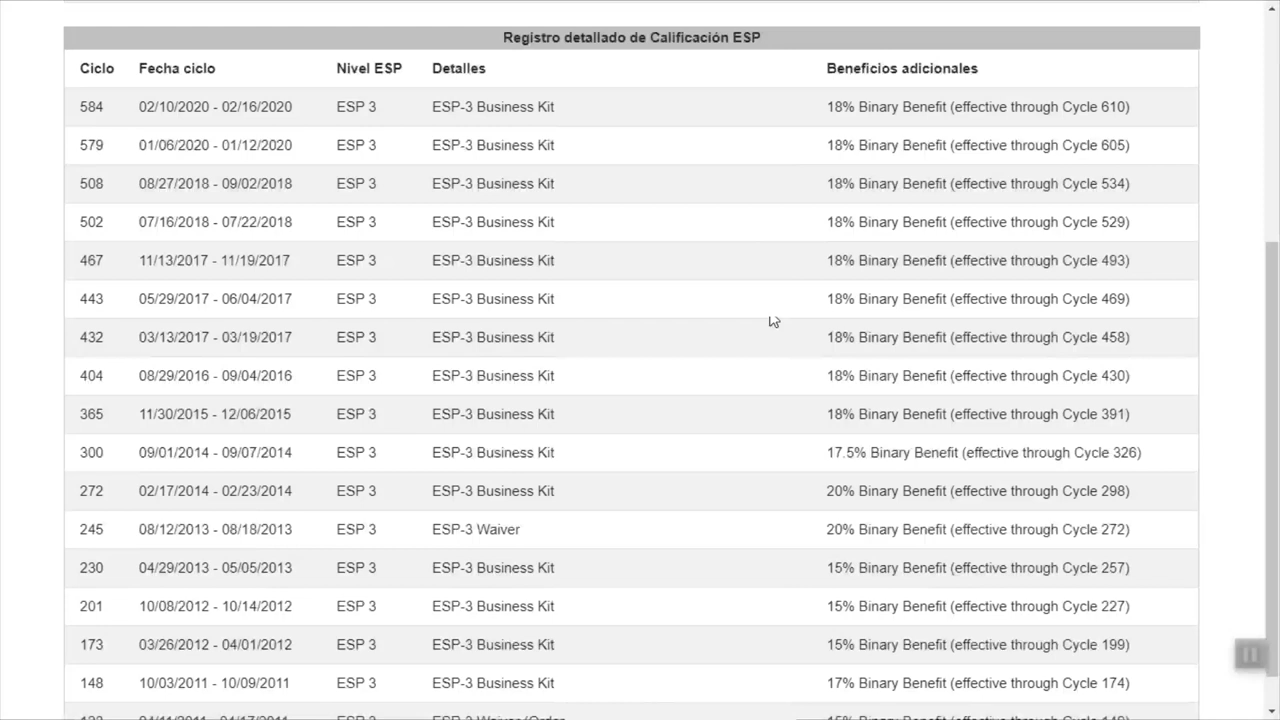 Registro detallado de Calificación ESP
Ciclo Fecha ciclo Nivel ESP Detalles Beneficios adicionales
584 02/10/2020 - 02/16/2020 ESP 3 ESP-3 Business Kit 18% Binary Benefit (effective through Cycle 610)
579 01/06/2020 - 01/12/2020 ESP 3 ESP-3 Business Kit 18% Binary Benefit (effective through Cycle 605)
508 08/27/2018 - 09/02/2018 ESP 3 ESP-3 Business Kit 18% Binary Benefit (effective through Cycle 534)
502 07/16/2018 - 07/22/2018 ESP 3 ESP-3 Business Kit 18% Binary Benefit (effective through Cycle 529)
467 11/13/2017 - 11/19/2017 ESP 3 ESP-3 Business Kit 18% Binary Benefit (effective through Cycle 493)
443 05/29/2017 - 06/04/2017 ESP 3 ESP-3 Business Kit 18% Binary Benefit (effective through Cycle 469)
432 03/13/2017 - 03/19/2017 ESP 3 ESP-3 Business Kit 18% Binary Benefit (effective through Cycle 458)
404 08/29/2016 - 09/04/2016 ESP 3 ESP-3 Business Kit 18% Binary Benefit (effective through Cycle 430)
365 11/30/2015 - 12/06/2015 ESP 3 ESP-3 Business Kit 18% Binary Benefit (effective through Cycle 391)
300 09/01/2014 - 09/07/2014 ESP 3 ESP-3 Business Kit 17.5% Binary Benefit (effective through Cycle 326)
272 02/17/2014 - 02/23/2014 ESP 3 ESP-3 Business Kit 20% Binary Benefit (effective through Cycle 298)
245 08/12/2013 - 08/18/2013 ESP 3 ESP-3 Waiver 20% Binary Benefit (effective through Cycle 272)
230 04/29/2013 - 05/05/2013 ESP 3 ESP-3 Business Kit 15% Binary Benefit (effective through Cycle 257)
201 10/08/2012 - 10/14/2012 ESP 3 ESP-3 Business Kit 15% Binary Benefit (effective through Cycle 227)
173 03/26/2012 - 04/01/2012 ESP 3 ESP-3 Business Kit 15% Binary Benefit (effective through Cycle 199)
148 10/03/2011 - 10/09/2011 ESP 3 ESP-3 Business Kit 17% Binary Benefit (effective through Cycle 174)